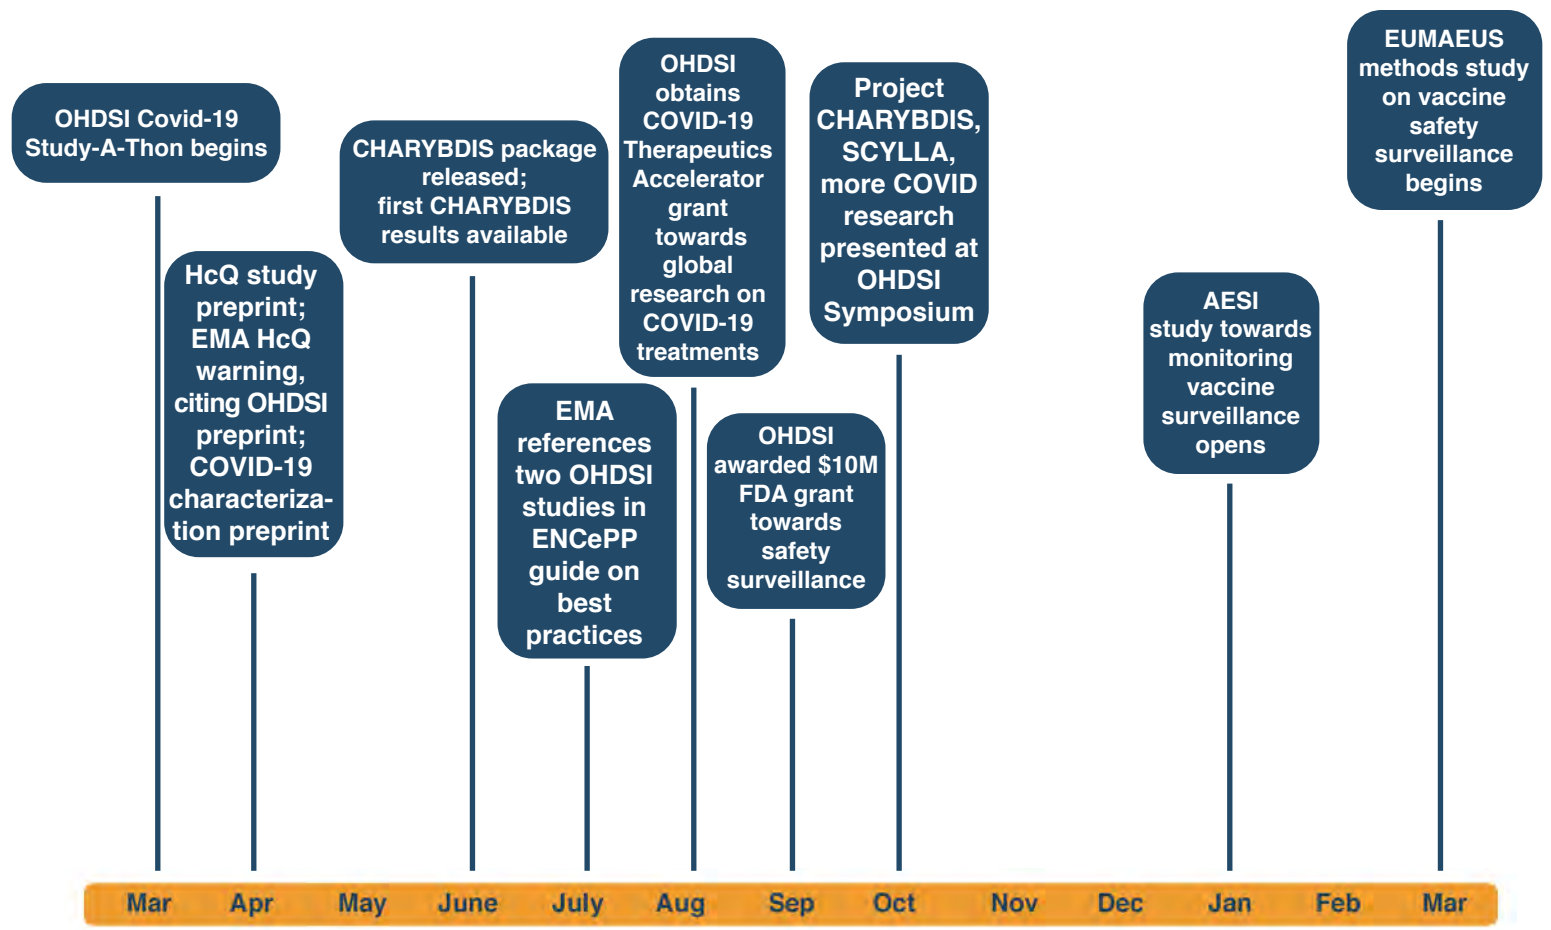 OHDSI Covid-19
Study-A-Thon begins
HcQ study
preprint;
EMA HcQ
warning,
citing OHDSI
preprint;
COVID-19
characteriza-
tion preprint
CHARYBDIS package
released;
first CHARYBDIS
results available
EMA
references
two OHDSI
studies in
ENCePP
guide on
best
practices
OHDSI
obtains
COVID-19
Therapeutics
Accelerator
grant
towards
global
research on
COVID-19
treatments
OHDSI
awarded $10M
FDA grant
towards
safety
surveillance
Project
CHARYBDIS,
SCYLLA,
more COVID
research
presented at
OHDSI
Symposium
AESI
study towards
monitoring
vaccine
surveillance
opens
EUMAEUS
methods study
on vaccine
safety
surveillance
begins
Mar Apr May June July Aug Sep Oct Nov Dec Jan Feb Mar